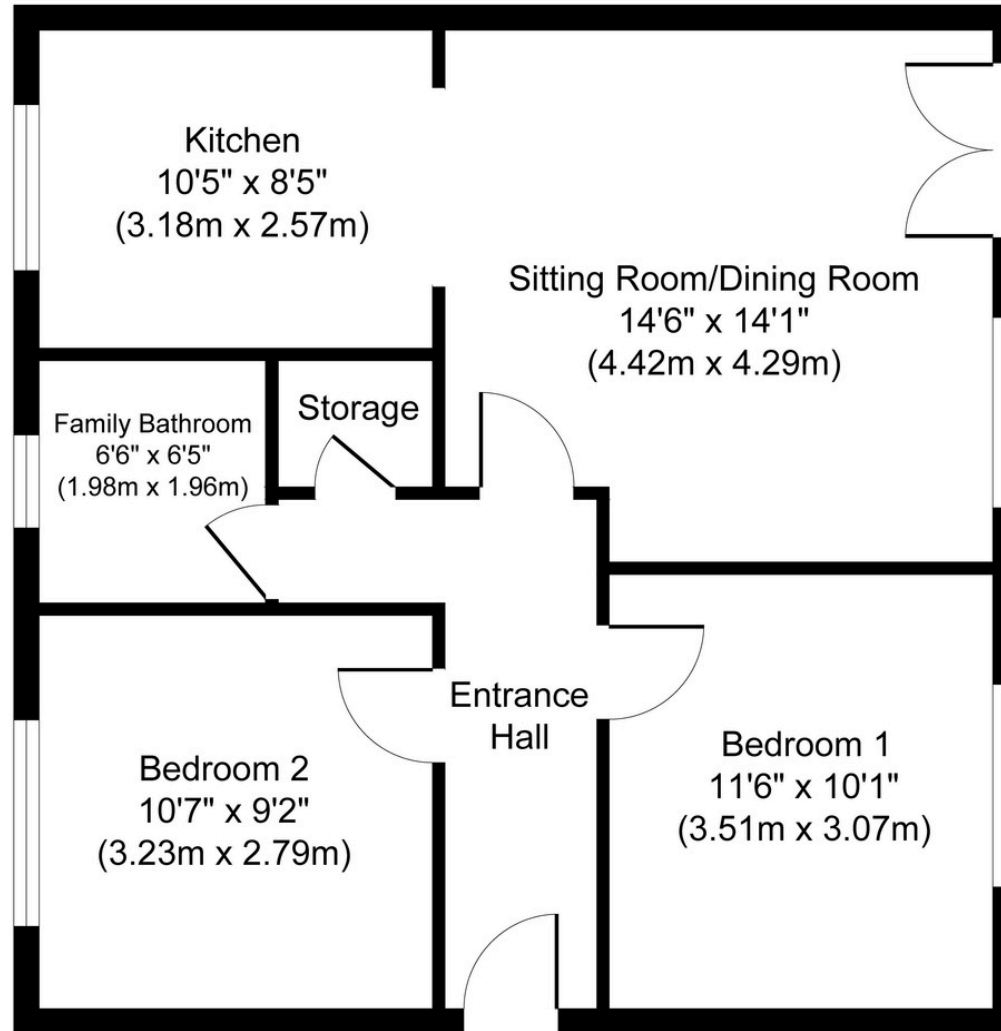 Kitchen
10'5" x 8'5"
(3.18m x 2.57m)
Sitting Room/Dining Room
14'6" x 14'1"
(4.42m x 4.29m)
Family Bathroom
6'6" x 6'5"
(1.98m x 1.96m)
Storage
Entrance
Hall
Bedroom 2
10'7" x 9'2"
(3.23m x 2.79m)
Bedroom 1
11'6" x 10'1"
(3.51m x 3.07m)